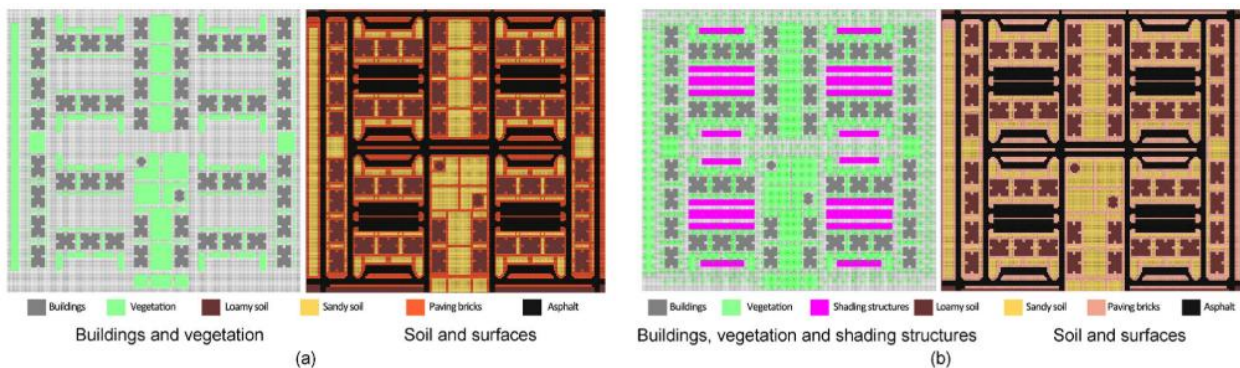 Buildings Vegetation Loamy soil Sandy soil Paving bricks Asphalt
Buildings and vegetation Soil and surfaces
(a)
Buildings Vegetation Shading structures Loamy soil Sandy soil Paving bricks Asphalt
Buildings, vegetation and shading structures Soil and surfaces
(b)